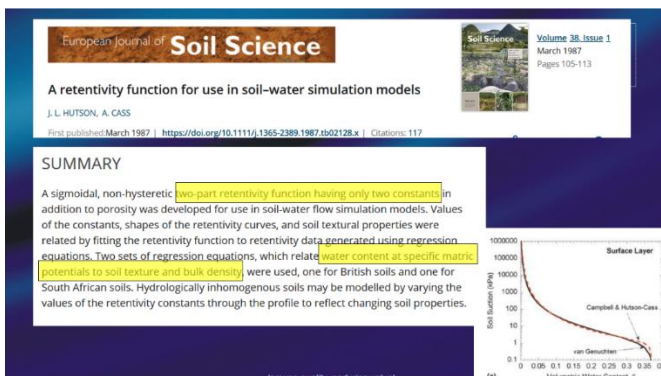 European Journal of Soil Science
Soil Science
Volume 38, Issue 1
March 1987
Pages 105-113
A retentivity function for use in soil–water simulation models
J. L. HUTSON, A. CASS
First published:March 1987 | https://doi.org/10.1111/j.1365-2389.1987.tb02128.x | Citations: 117
SUMMARY
A sigmoidal, non-hysteretic two-part retentivity function having only two constants in
addition to porosity was developed for use in soil-water flow simulation models. Values
of the constants, shapes of the retentivity curves, and soil textural properties were
related by fitting the retentivity function to retentivity data generated using regression
equations. Two sets of regression equations, which relate water content at specific matric
potentials to soil texture and bulk density, were used, one for British soils and one for
South African soils. Hydrologically inhomogenous soils may be modelled by varying the
values of the retentivity constants through the profile to reflect changing soil properties.
Surface Layer
Soil Suction (kPa)
1000000
100000
10000
1000
100
10
1
0.1
Campbell & Hutson-Cass
van Genuchten
0 0.05 0.1 0.15 0.2 0.25 0.3 0.35